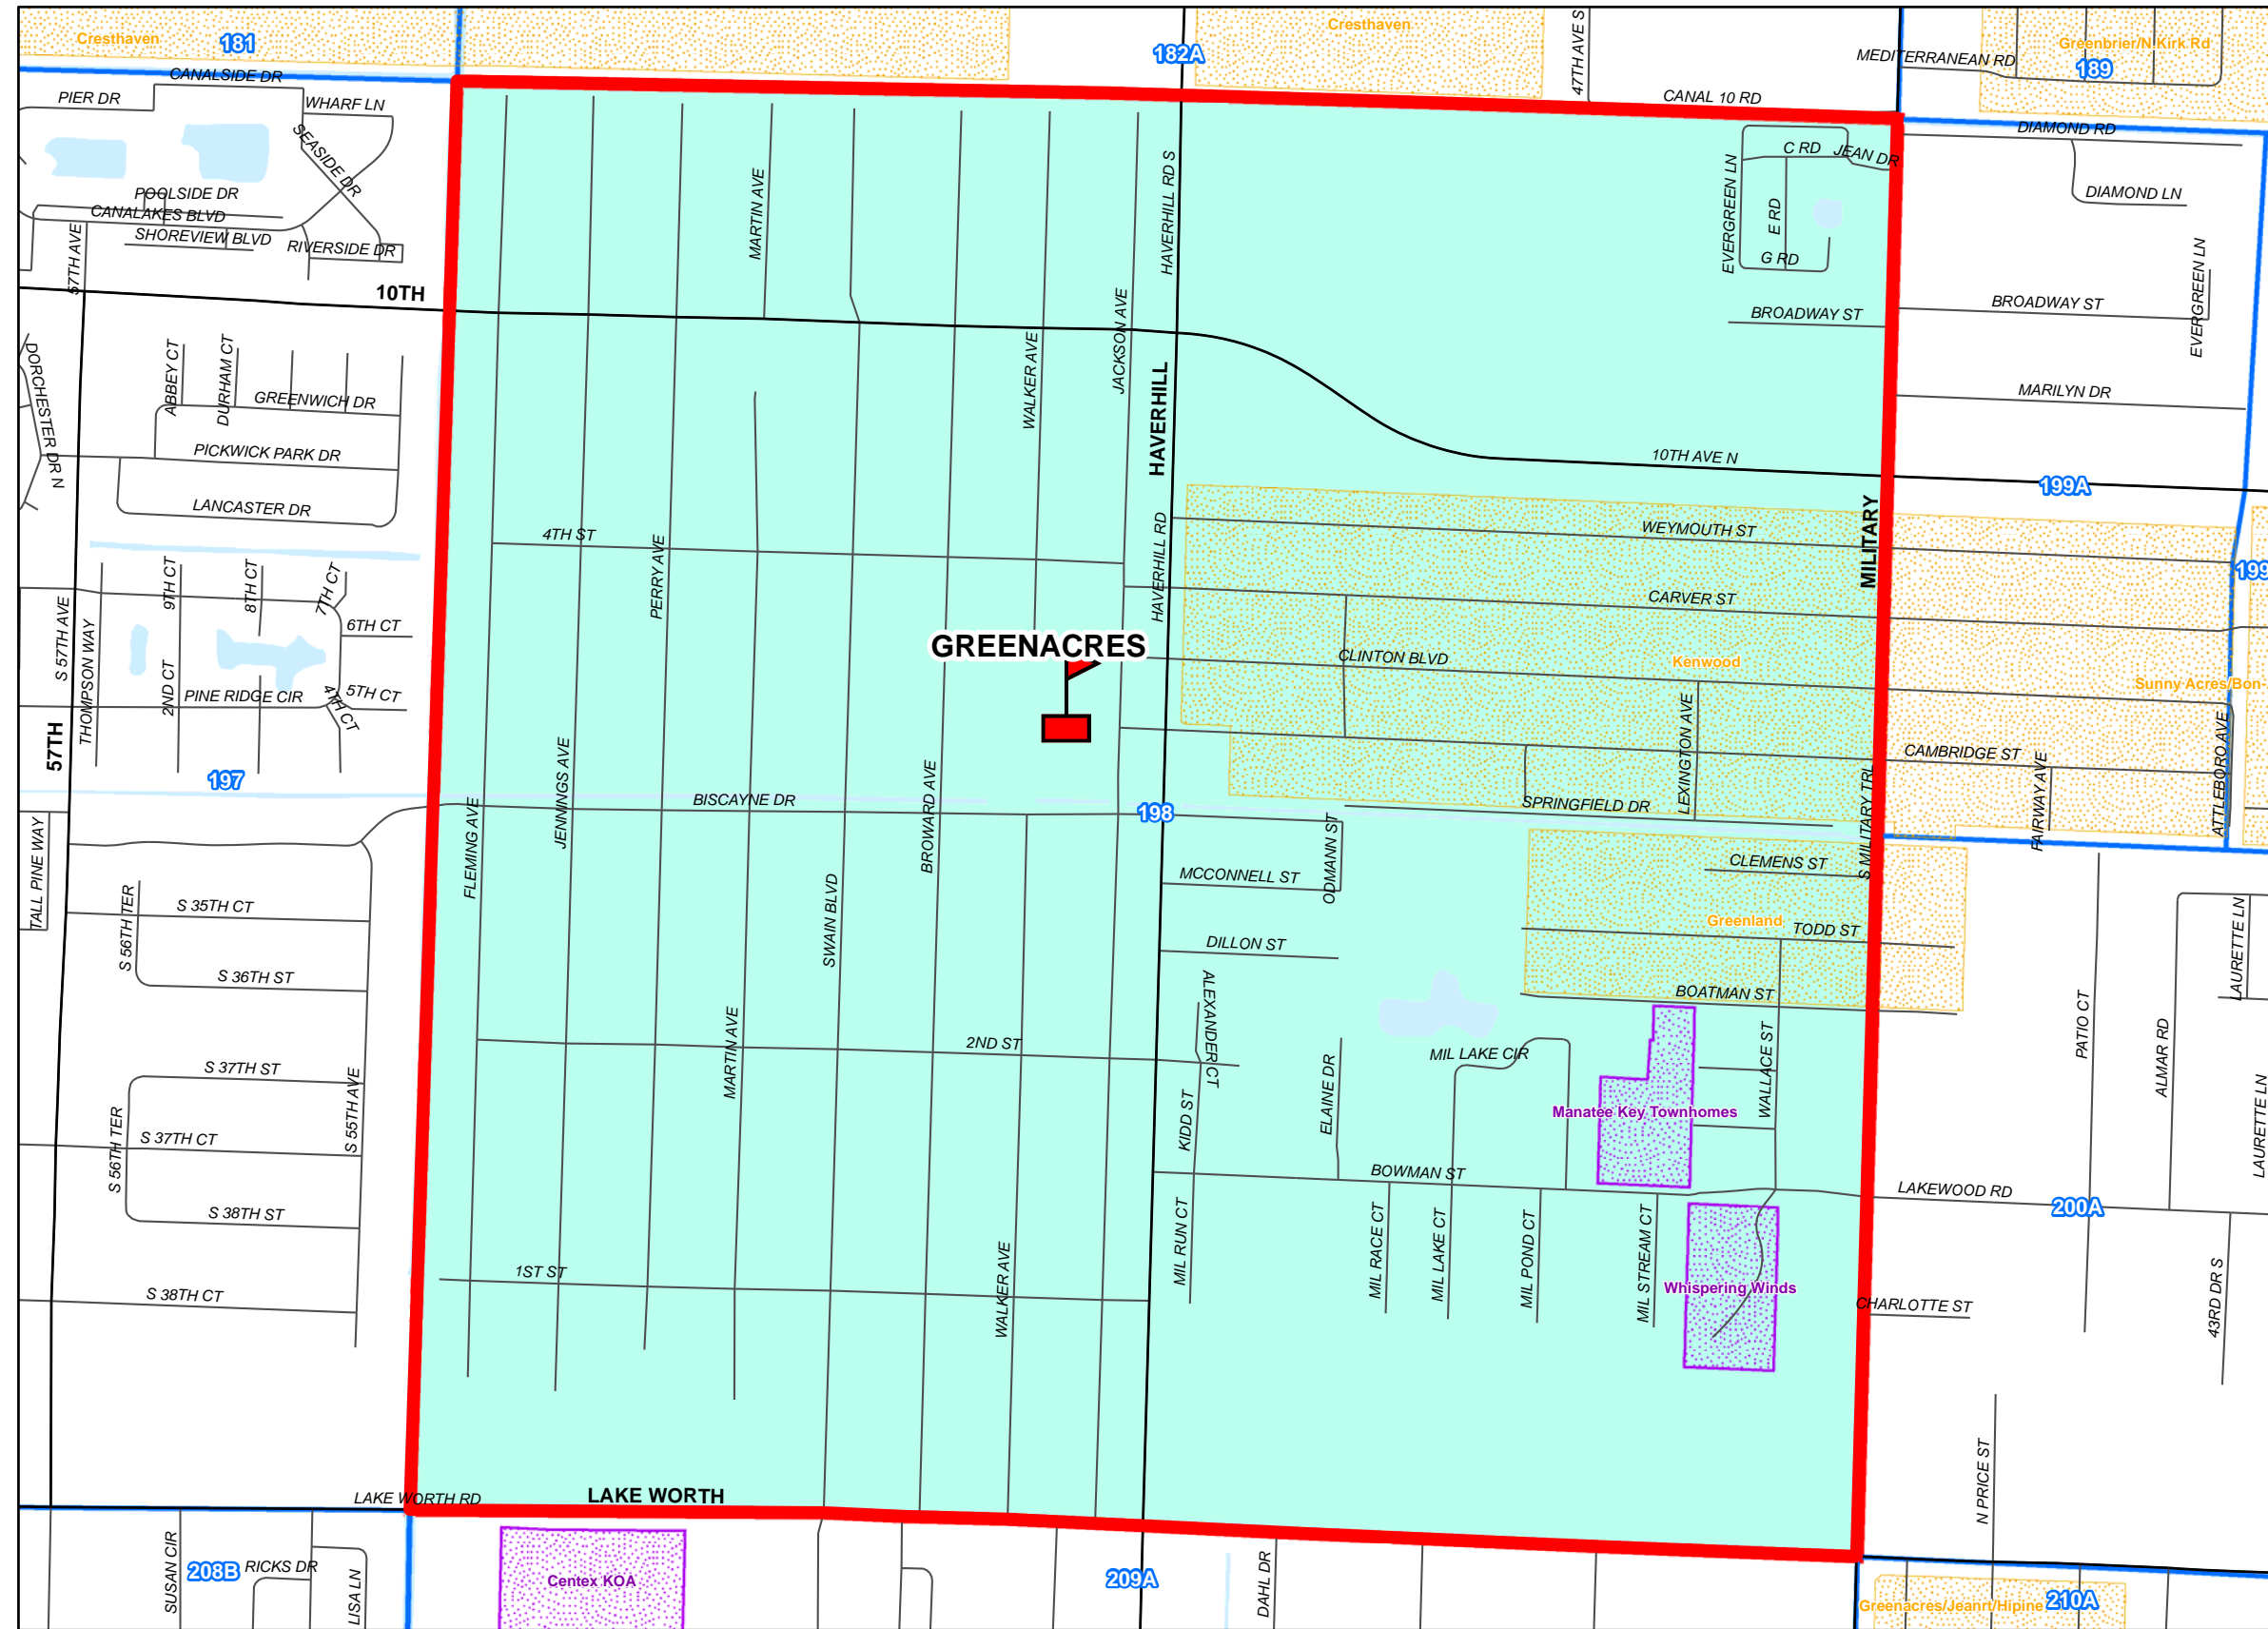 Cresthaven
181
182A
Cresthaven
47TH AVE S
MEDITERRANEAN RD
Greenbrier/N Kirk Rd
189
CANALSIDE DR
PIER DR
WHARF LN
SEASIDE DR
CANAL 10 RD
DIAMOND RD
C RD
JEAN DR
EVERGREEN LN
E RD
G RD
DIAMOND LN
MARTIN AVE
HAVERHILL RD S
POOLSIDE DR
CANALAKES BLVD
SHOREVIEW BLVD
RIVERSIDE DR
57TH AVE
10TH
BROADWAY ST
BROADWAY ST
EVERGREEN LN
DORCHESTER DR N
ABBEY CT
DURHAM CT
GREENWICH DR
PICKWICK PARK DR
LANCASTER DR
WALKER AVE
JACKSON AVE
HAVERHILL
MARILYN DR
10TH AVE N
199A
MILITARY
4TH ST
PERRY AVE
HAVERHILL RD
WEYMOUTH ST
CARVER ST
199
S 57TH AVE
THOMPSON WAY
9TH CT
8TH CT
7TH CT
6TH CT
2ND CT
PINE RIDGE CIR
4TH CT
5TH CT
GREENACRES
CLINTON BLVD
Kenwood
Sunny Acres/Bon-
57TH
197
JENNINGS AVE
LEXINGTON AVE
CAMBRIDGE ST
FAIRWAY AVE
ATTLEBORO AVE
FLEMING AVE
BISCAYNE DR
BROWARD AVE
198
SPRINGFIELD DR
S MILITARY TRL
TALL PINE WAY
S 56TH TER
S 35TH CT
S 36TH ST
SWAIN BLVD
MCCONNELL ST
ODMANN ST
CLEMENS ST
Greenland
TODD ST
DILLON ST
LAURETTE LN
ALEXANDER CT
BOATMAN ST
PATIO CT
ALMAR RD
S 37TH ST
S 55TH AVE
MARTIN AVE
2ND ST
KIDD ST
ELAINE DR
MIL LAKE CIR
WALLACE ST
LAURETTE LN
S 56TH TER
S 37TH CT
Manatee Key Townhomes
S 38TH ST
BOWMAN ST
LAKEWOOD RD
200A
S 38TH CT
1ST ST
WALKER AVE
MIL RUN CT
MIL RACE CT
MIL LAKE CT
MIL POND CT
MIL STREAM CT
Whispering Winds
CHARLOTTE ST
43RD DR S
N PRICE ST
LAKE WORTH RD
LAKE WORTH
SUSAN CIR
208B
RICKS DR
LISA LN
Centex KOA
209A
DAHL DR
Greenacres/Jeanrt/Hipine
210A